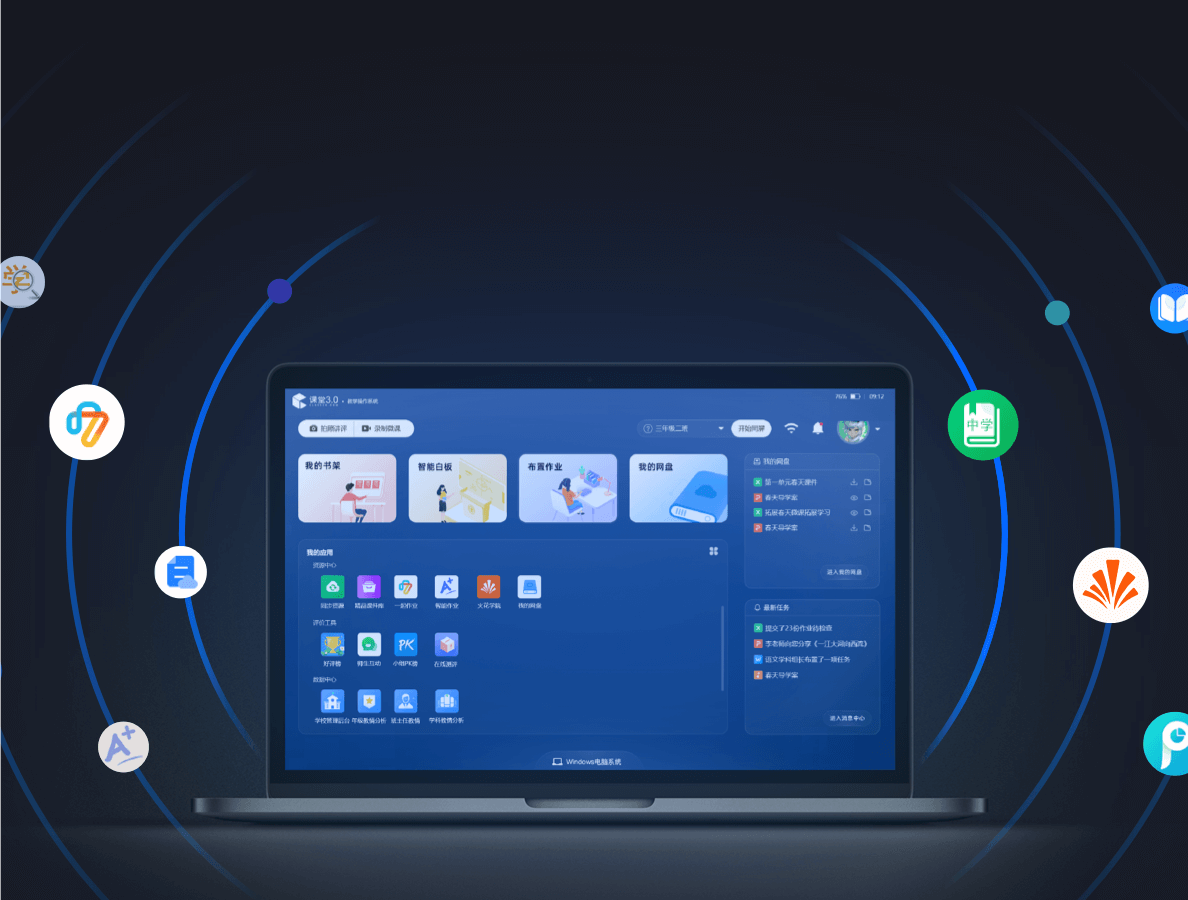 课堂3.0 · 教学操作系统
76% 09:12
拍照讲评 录制微课
三年级二班
开始同屏
我的书架
智能白板
布置作业
我的网盘
我的网盘
第一单元春天课件
春天导学案
拓展春天微课拓展学习
春天导学案
进入我的网盘
我的应用
资源中心
同步资源 精品课件库 一起作业 智能作业 火花学院 我的网盘
评价工具
好评榜 师生互动 小组PK榜 在线测评
PK
数据中心
学校管理后台 年级教情分析 班主任教情 学科教情分析
最新任务
提交了23份作业待检查
李老师向您分享《一江大词向西流》
语文学科组长布置了一项任务
春天导学案
进入消息中心
Windows电脑系统
中学
A+